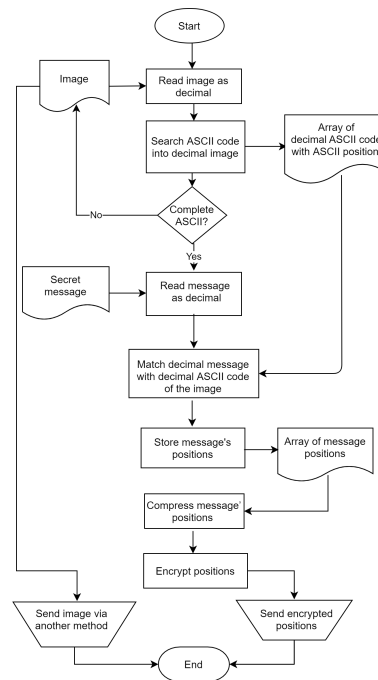 Start
Image
Read image as
decimal
Search ASCII code
into decimal image
Array of
decimal ASCII code
with ASCII position
Complete
ASCII?
No
Yes
Secret
message
Read message
as decimal
Match decimal message
with decimal ASCII code
of the image
Store message's
positions
Array of message
positions
Compress message'
positions
Encrypt positions
Send image via
another method
Send encrypted
positions
End